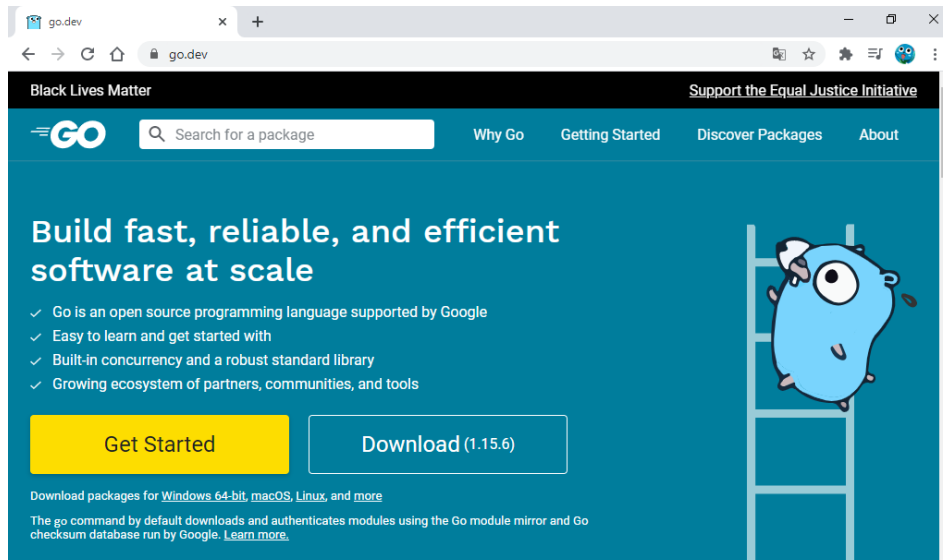 go.dev
go.dev
Black Lives Matter Support the Equal Justice Initiative
GO Search for a package Why Go Getting Started Discover Packages About
Build fast, reliable, and efficient
software at scale
Go is an open source programming language supported by Google
Easy to learn and get started with
Built-in concurrency and a robust standard library
Growing ecosystem of partners, communities, and tools
Get Started Download (1.15.6)
Download packages for Windows 64-bit, macOS, Linux, and more
The go command by default downloads and authenticates modules using the Go module mirror and Go
checksum database run by Google. Learn more.